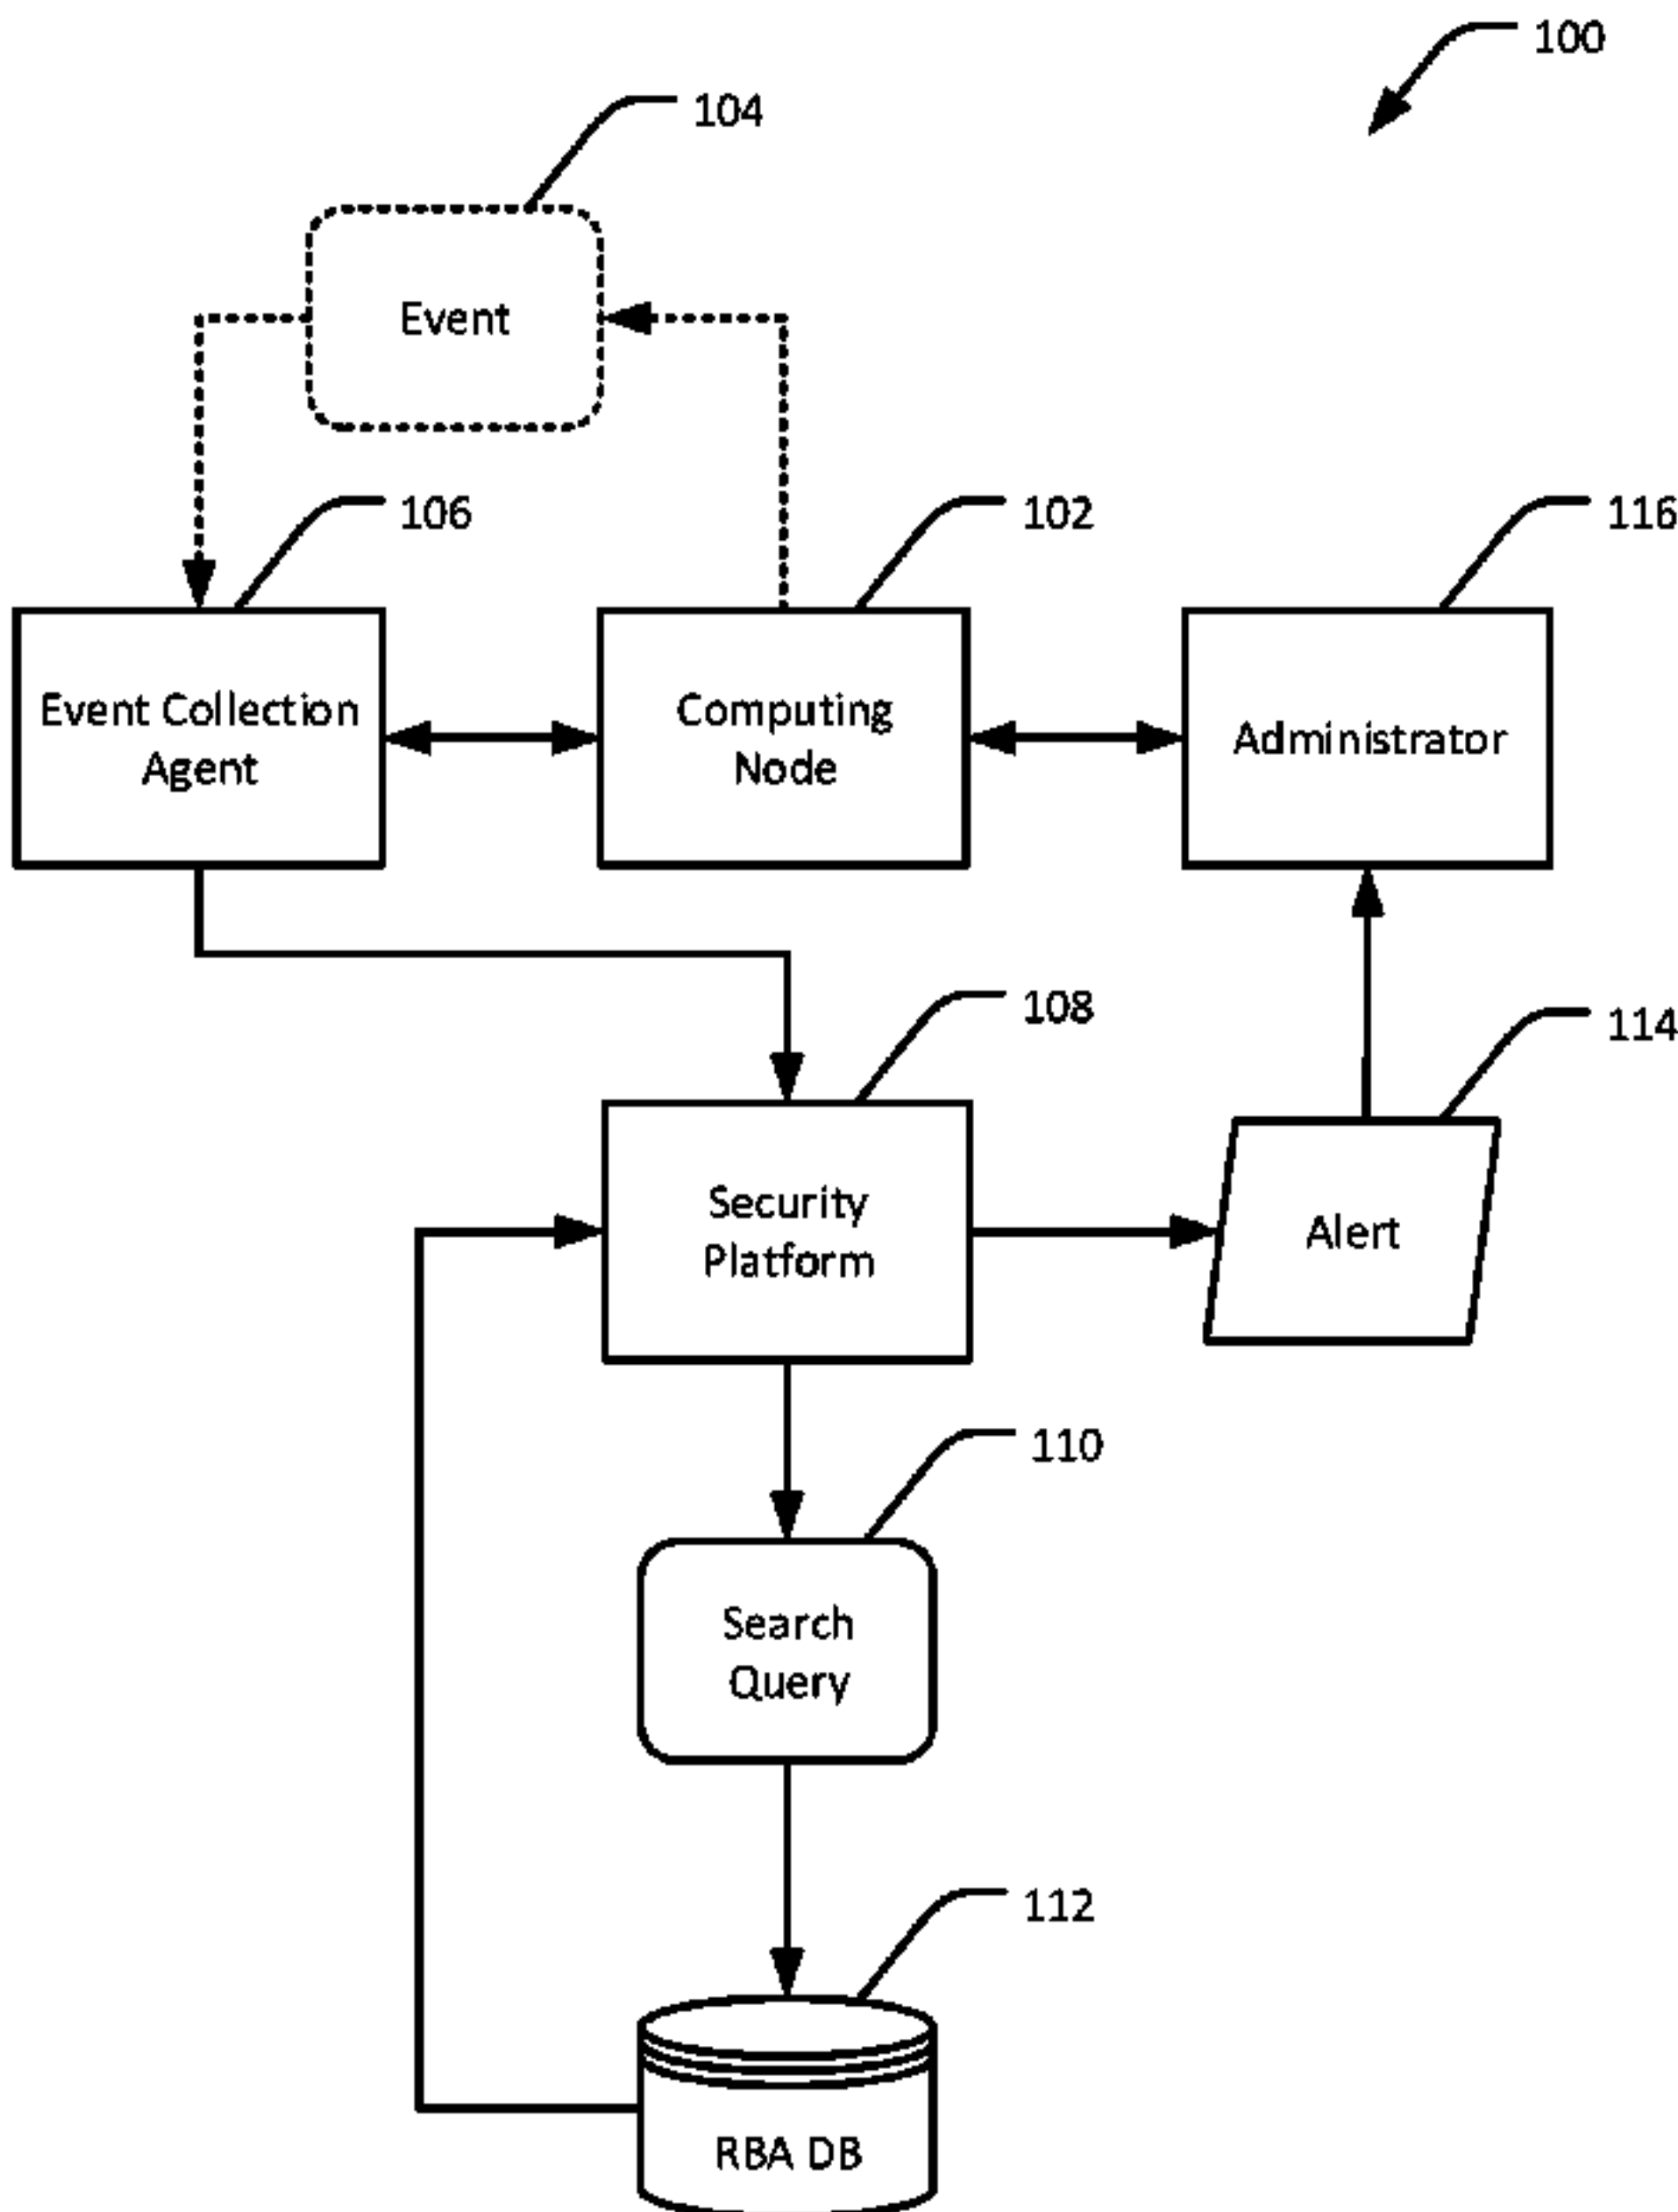 100
104
Event
106
102
116
Event Collection
Agent
Computing
Node
Administrator
108
114
Security
Platform
Alert
110
Search
Query
112
RBA DB